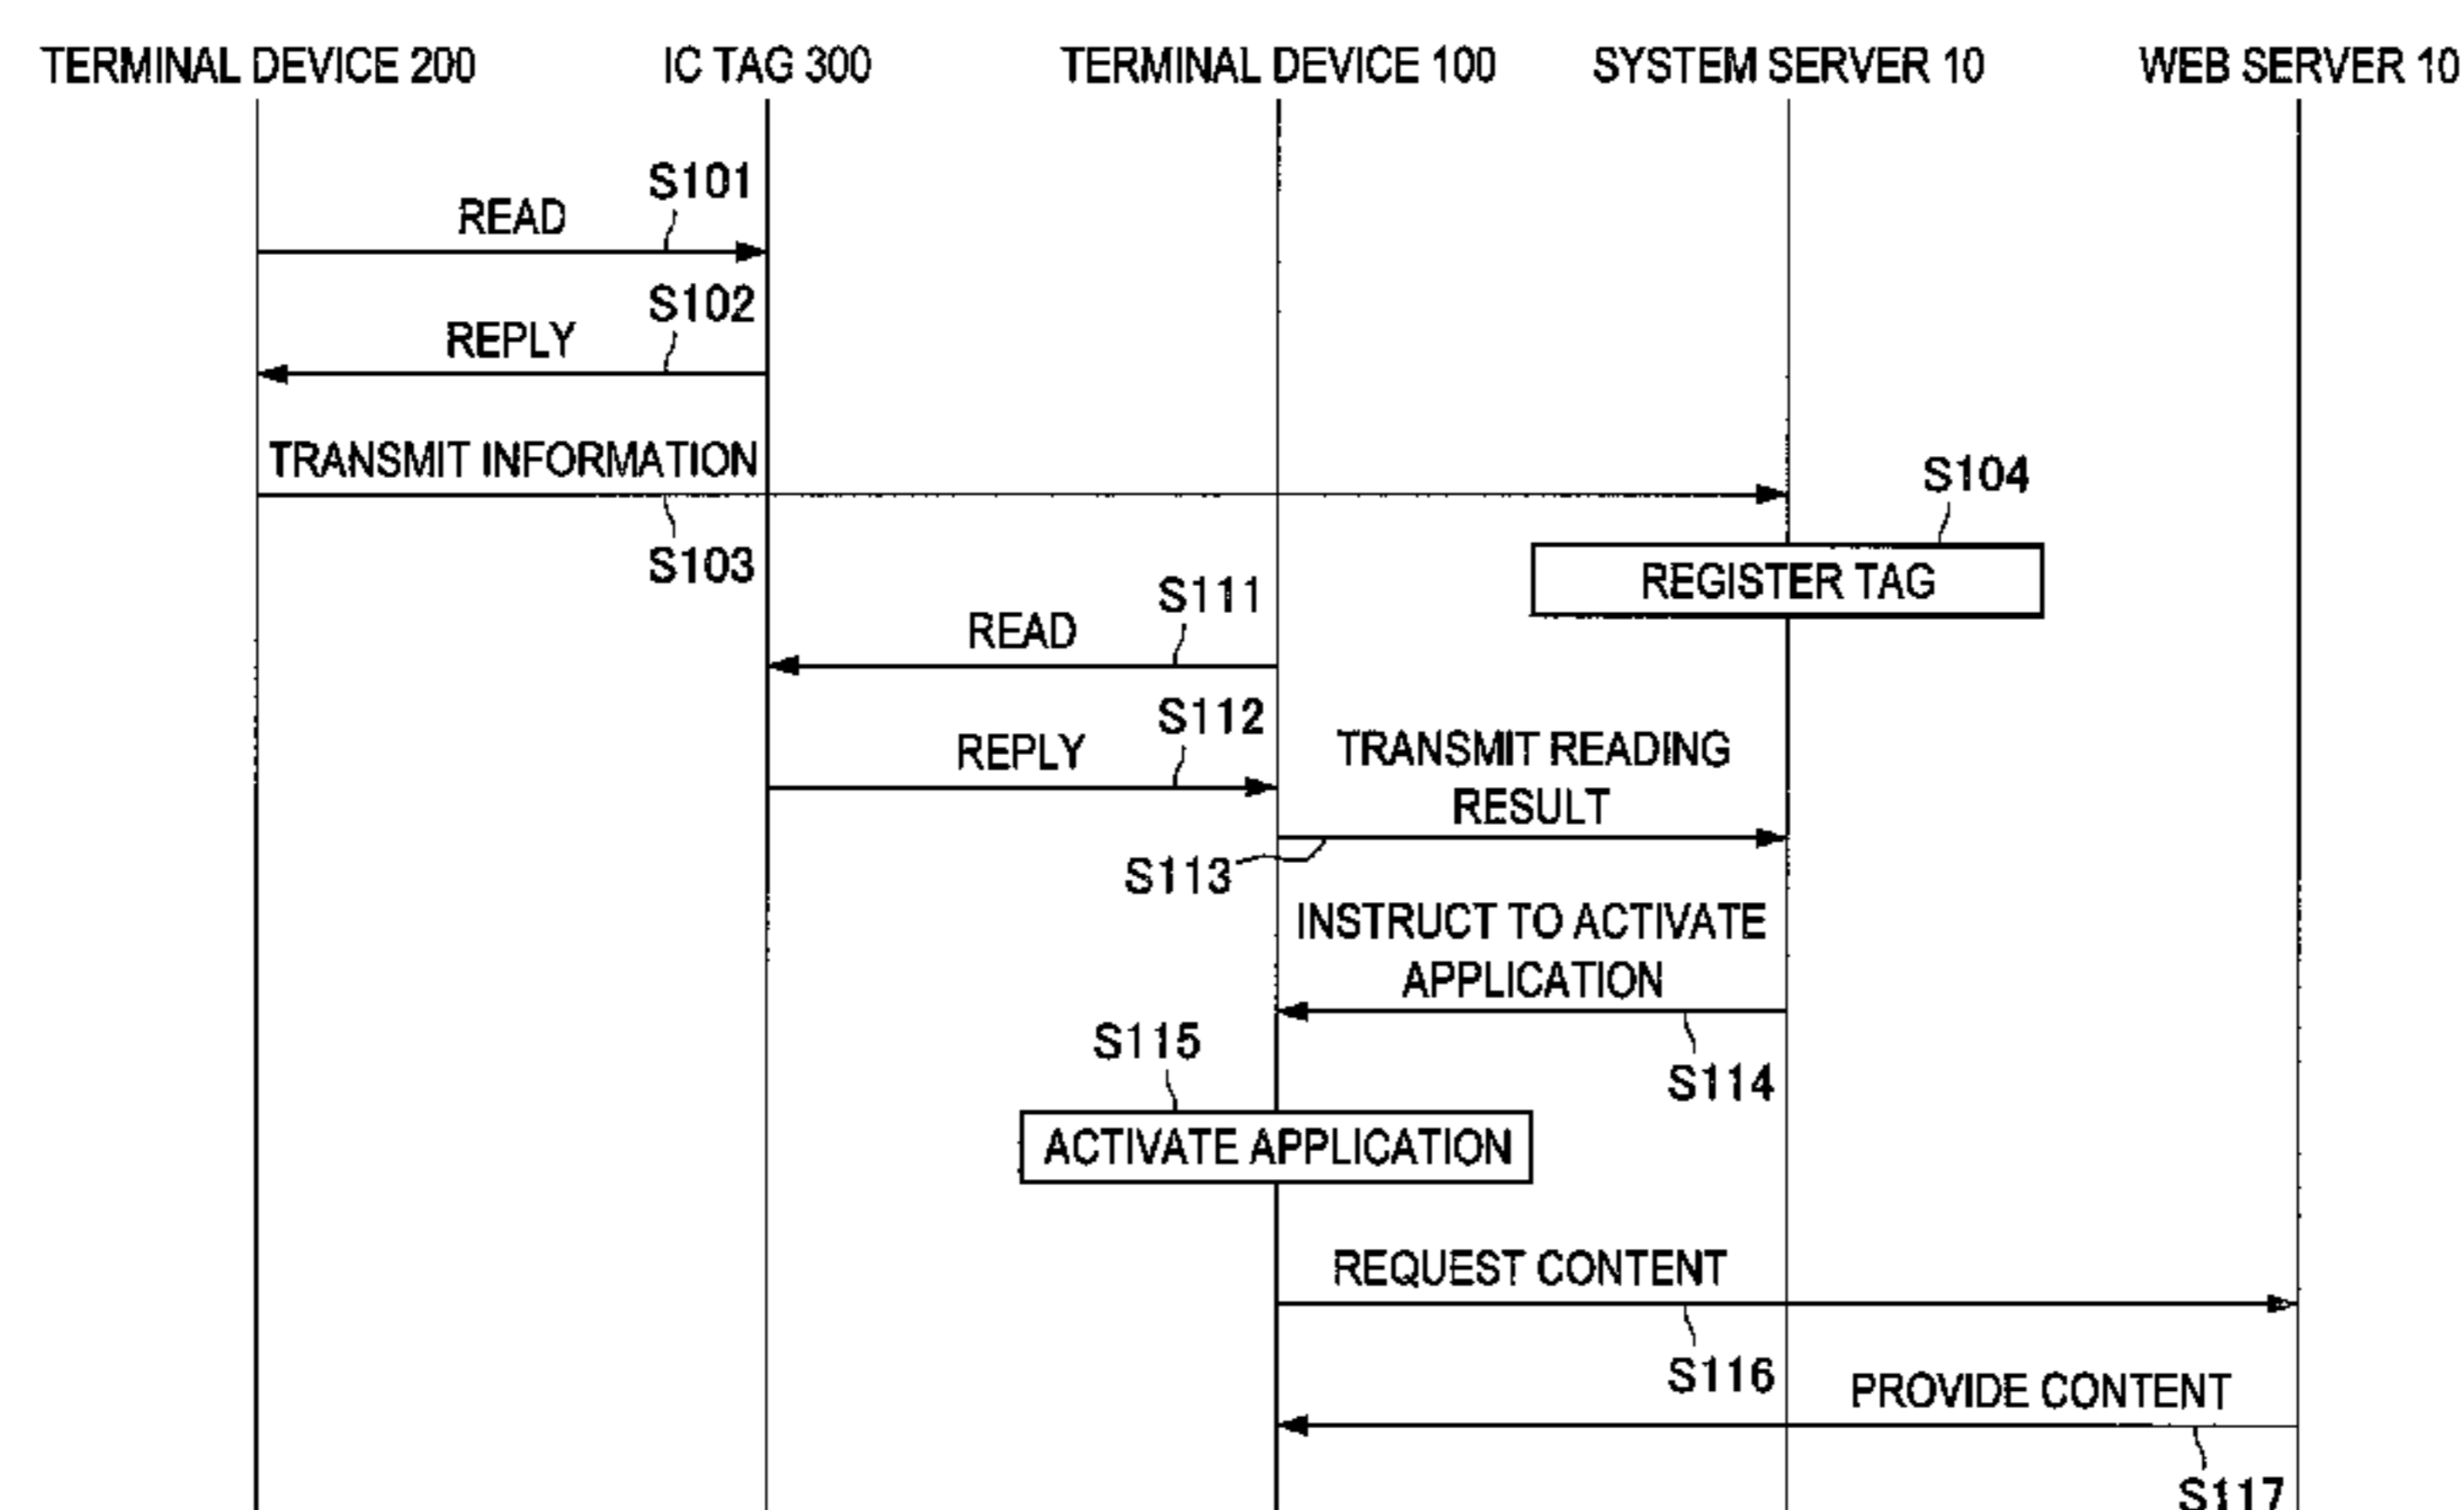 TERMINAL DEVICE 200
IC TAG 300
TERMINAL DEVICE 100
SYSTEM SERVER 10
WEB SERVER 10
S101
READ
S102
REPLY
TRANSMIT INFORMATION
S103
S104
REGISTER TAG
S111
READ
S112
REPLY
TRANSMIT READING
RESULT
S113
INSTRUCT TO ACTIVATE
APPLICATION
S114
S115
ACTIVATE APPLICATION
REQUEST CONTENT
S116
PROVIDE CONTENT
S117